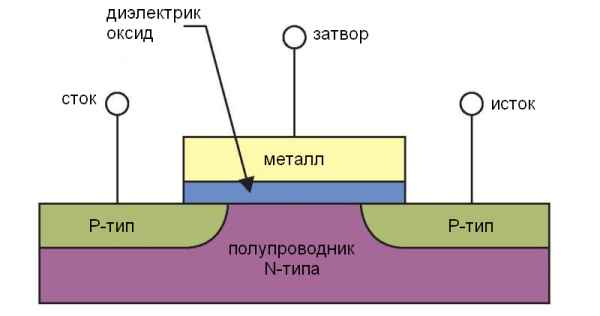 диэлектрик
оксид
затвор
сток
исток
металл
P-тип
P-тип
полупроводник
N-типа